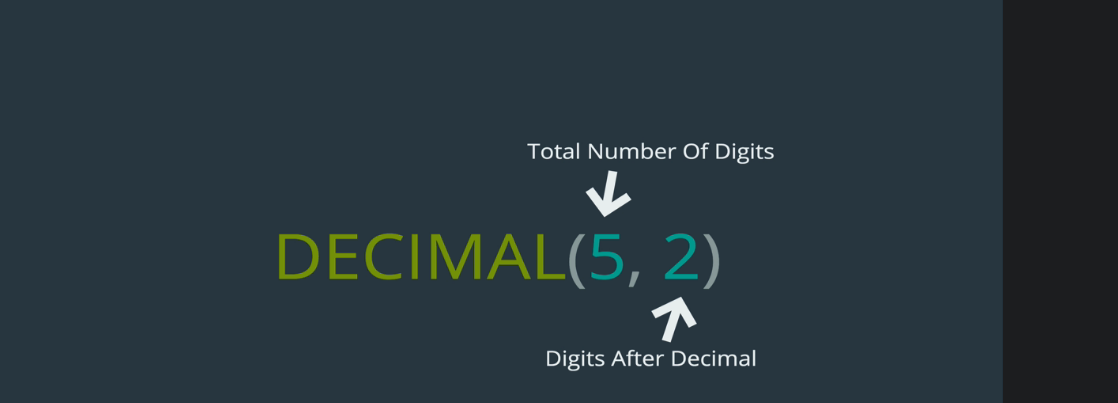 Total Number Of Digits
DECIMAL(5, 2)
Digits After Decimal